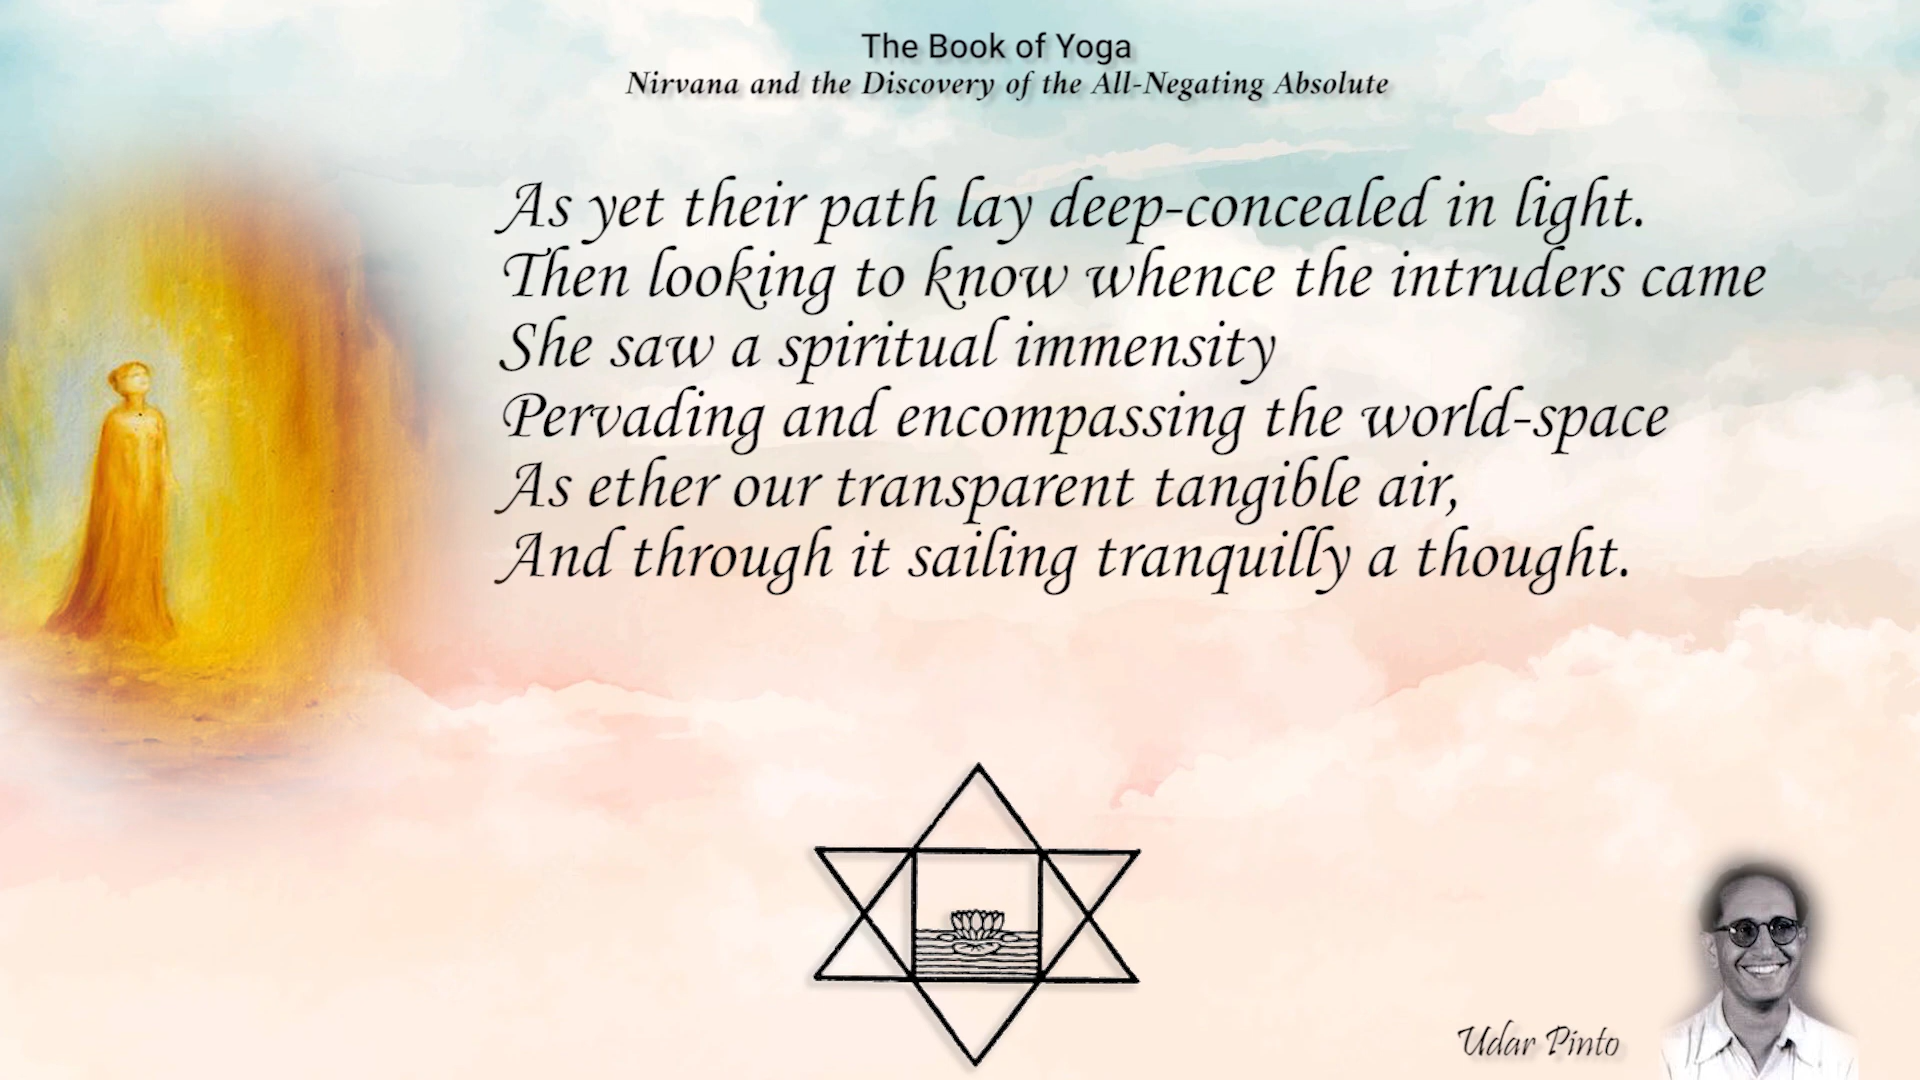 The Book of Yoga
Nirvana and the Discovery of the All-Negating Absolute
As yet their path lay deep-concealed in light.
Then looking to know whence the intruders came
She saw a spiritual immensity
Pervading and encompassing the world-space
As ether our transparent tangible air,
And through it sailing tranquilly a thought.
Udar Pinto